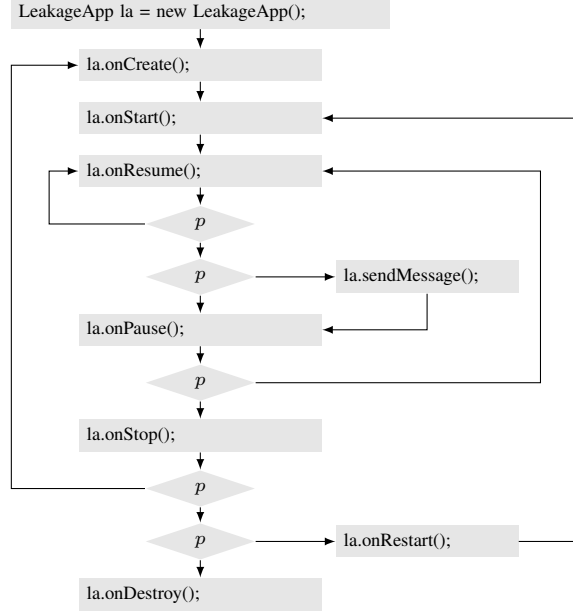 LeakageApp la = new LeakageApp();
la.onCreate();
la.onStart();
la.onResume();
p
p
la.sendMessage();
la.onPause();
p
la.onStop();
p
p
la.onRestart();
la.onDestroy();